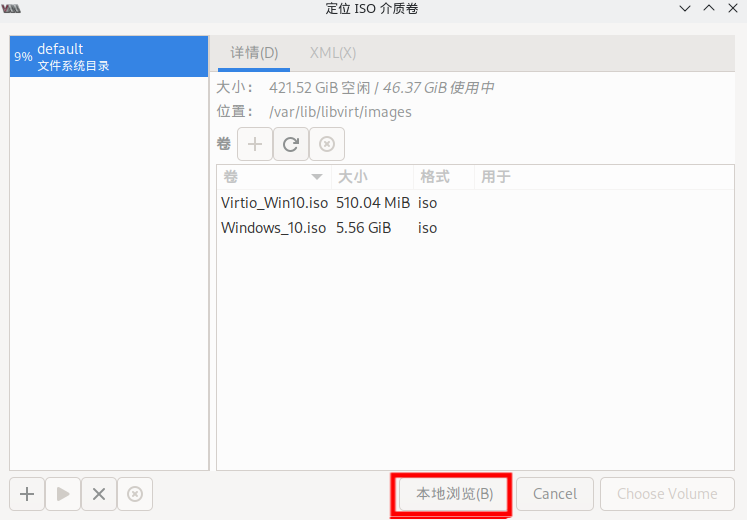 定位 ISO 介质卷
9% default
文件系统目录
详情(D) XML(X)
大小： 421.52 GiB 空闲 / 46.37 GiB 使用中
位置： /var/lib/libvirt/images
卷
卷 大小 格式 用于
Virtio_Win10.iso 510.04 MiB iso
Windows_10.iso 5.56 GiB iso
本地浏览(B) Cancel Choose Volume